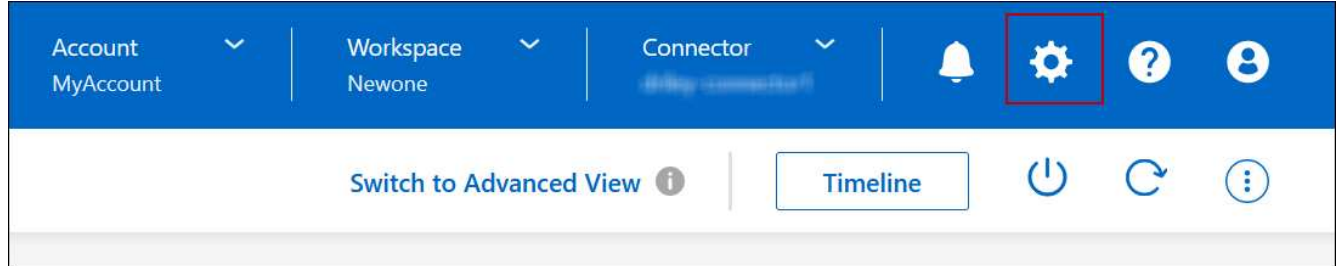 Account
MyAccount
Workspace
Newone
Connector
Switch to Advanced View
Timeline